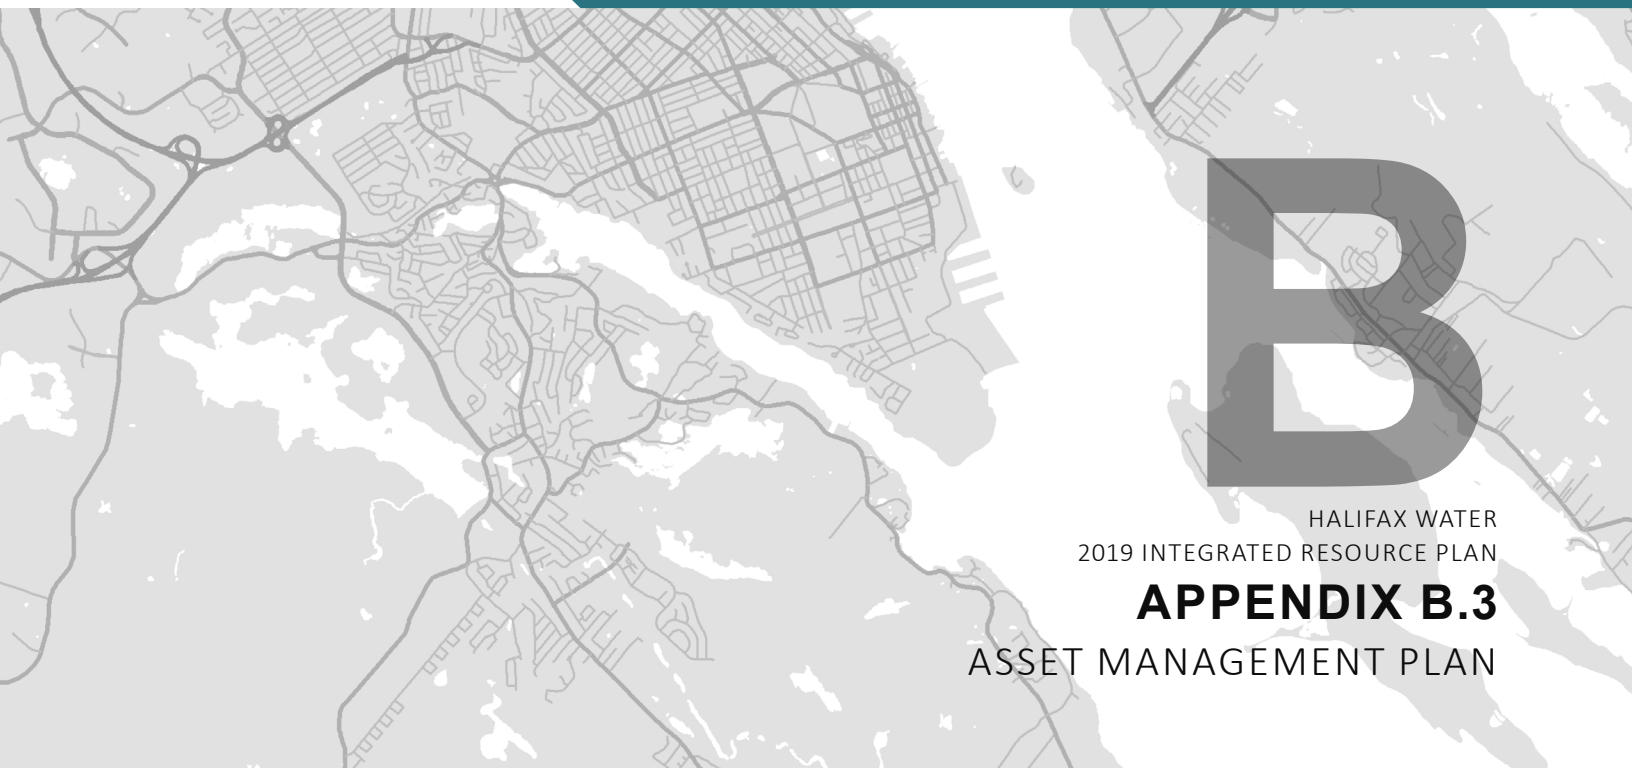 B
HALIFAX WATER
2019 INTEGRATED RESOURCE PLAN
APPENDIX B.3
ASSET MANAGEMENT PLAN